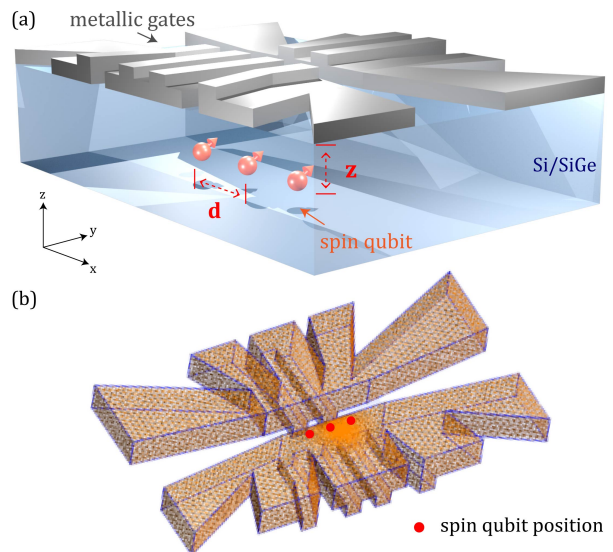 (a)
metallic gates
Si/SiGe
z
d
spin qubit
z
y
x
(b)
spin qubit position